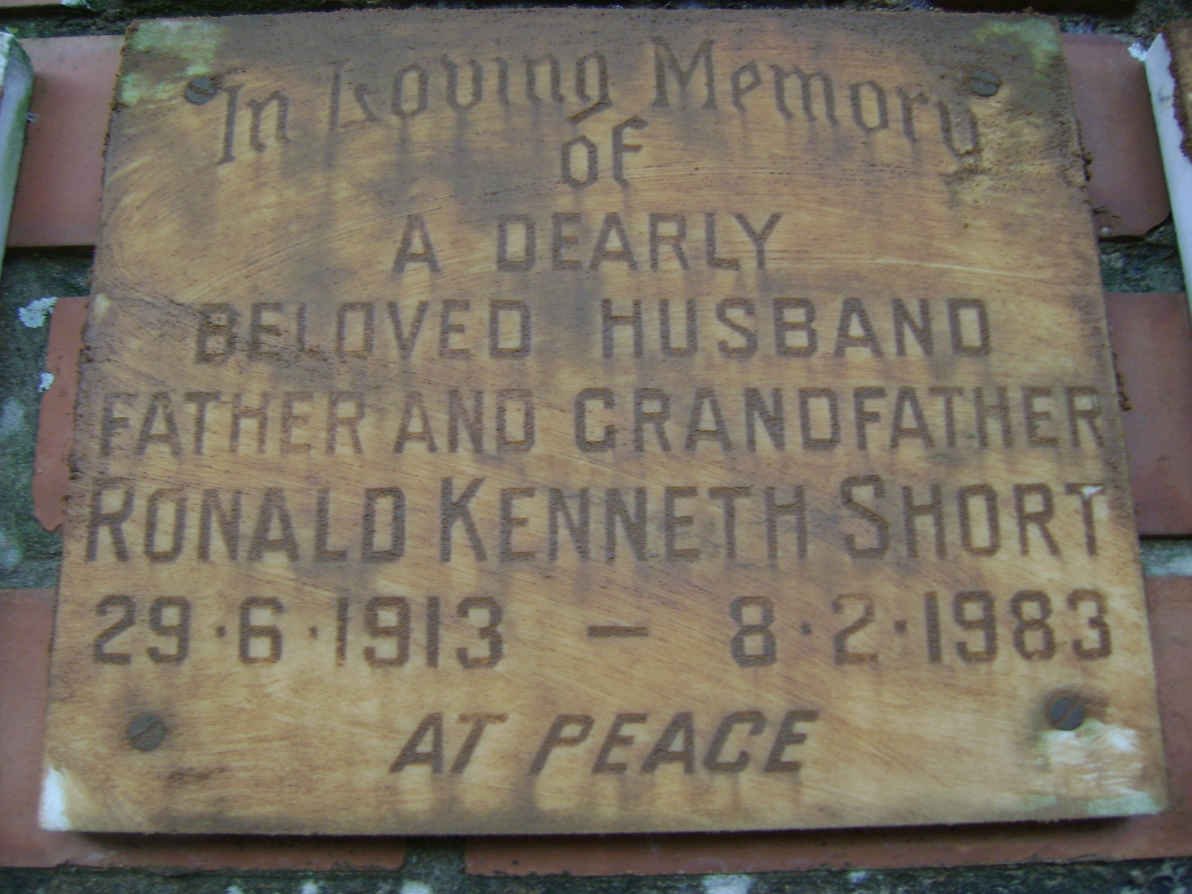 In Loving Memory
of
A DEARLY
BELOVED HUSBAND
FATHER AND GRANDFATHER
RONALD KENNETH SHORT
29·6·1913 — 8·2·1983
AT PEACE